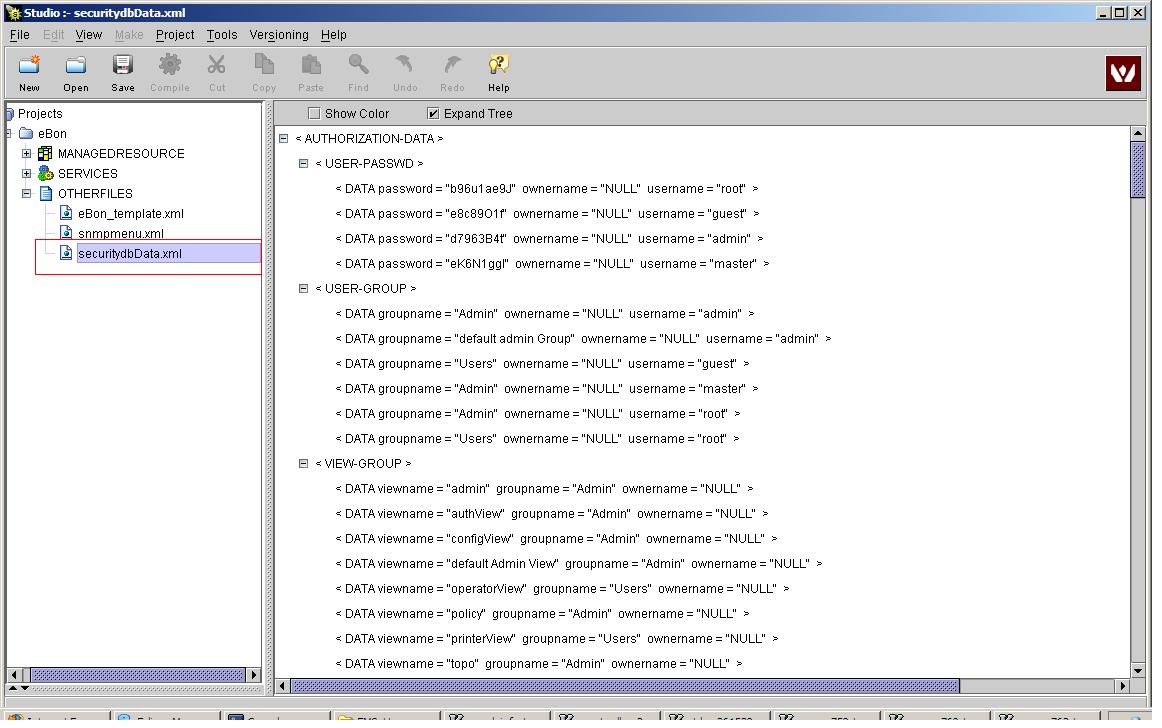 Studio :- securitydbData.xml
File Edit View Make Project Tools Versioning Help
New Open Save Compile Cut Copy Paste Find Undo Redo Help
Projects
eBon
MANAGEDRESOURCE
SERVICES
OTHERFILES
eBon_template.xml
snmpmenu.xml
securitydbData.xml
Show Color Expand Tree
< AUTHORIZATION-DATA >
< USER-PASSWD >
< DATA password = "b96u1ae9J" ownername = "NULL" username = "root" >
< DATA password = "e8c89O1f" ownername = "NULL" username = "guest" >
< DATA password = "d7963B4t" ownername = "NULL" username = "admin" >
< DATA password = "eK6N1ggl" ownername = "NULL" username = "master" >
< USER-GROUP >
< DATA groupname = "Admin" ownername = "NULL" username = "admin" >
< DATA groupname = "default admin Group" ownername = "NULL" username = "admin" >
< DATA groupname = "Users" ownername = "NULL" username = "guest" >
< DATA groupname = "Admin" ownername = "NULL" username = "master" >
< DATA groupname = "Admin" ownername = "NULL" username = "root" >
< DATA groupname = "Users" ownername = "NULL" username = "root" >
< VIEW-GROUP >
< DATA viewname = "admin" groupname = "Admin" ownername = "NULL" >
< DATA viewname = "authView" groupname = "Admin" ownername = "NULL" >
< DATA viewname = "configView" groupname = "Admin" ownername = "NULL" >
< DATA viewname = "default Admin View" groupname = "Admin" ownername = "NULL" >
< DATA viewname = "operatorView" groupname = "Users" ownername = "NULL" >
< DATA viewname = "policy" groupname = "Admin" ownername = "NULL" >
< DATA viewname = "printerView" groupname = "Users" ownername = "NULL" >
< DATA viewname = "topo" groupname = "Admin" ownername = "NULL" >